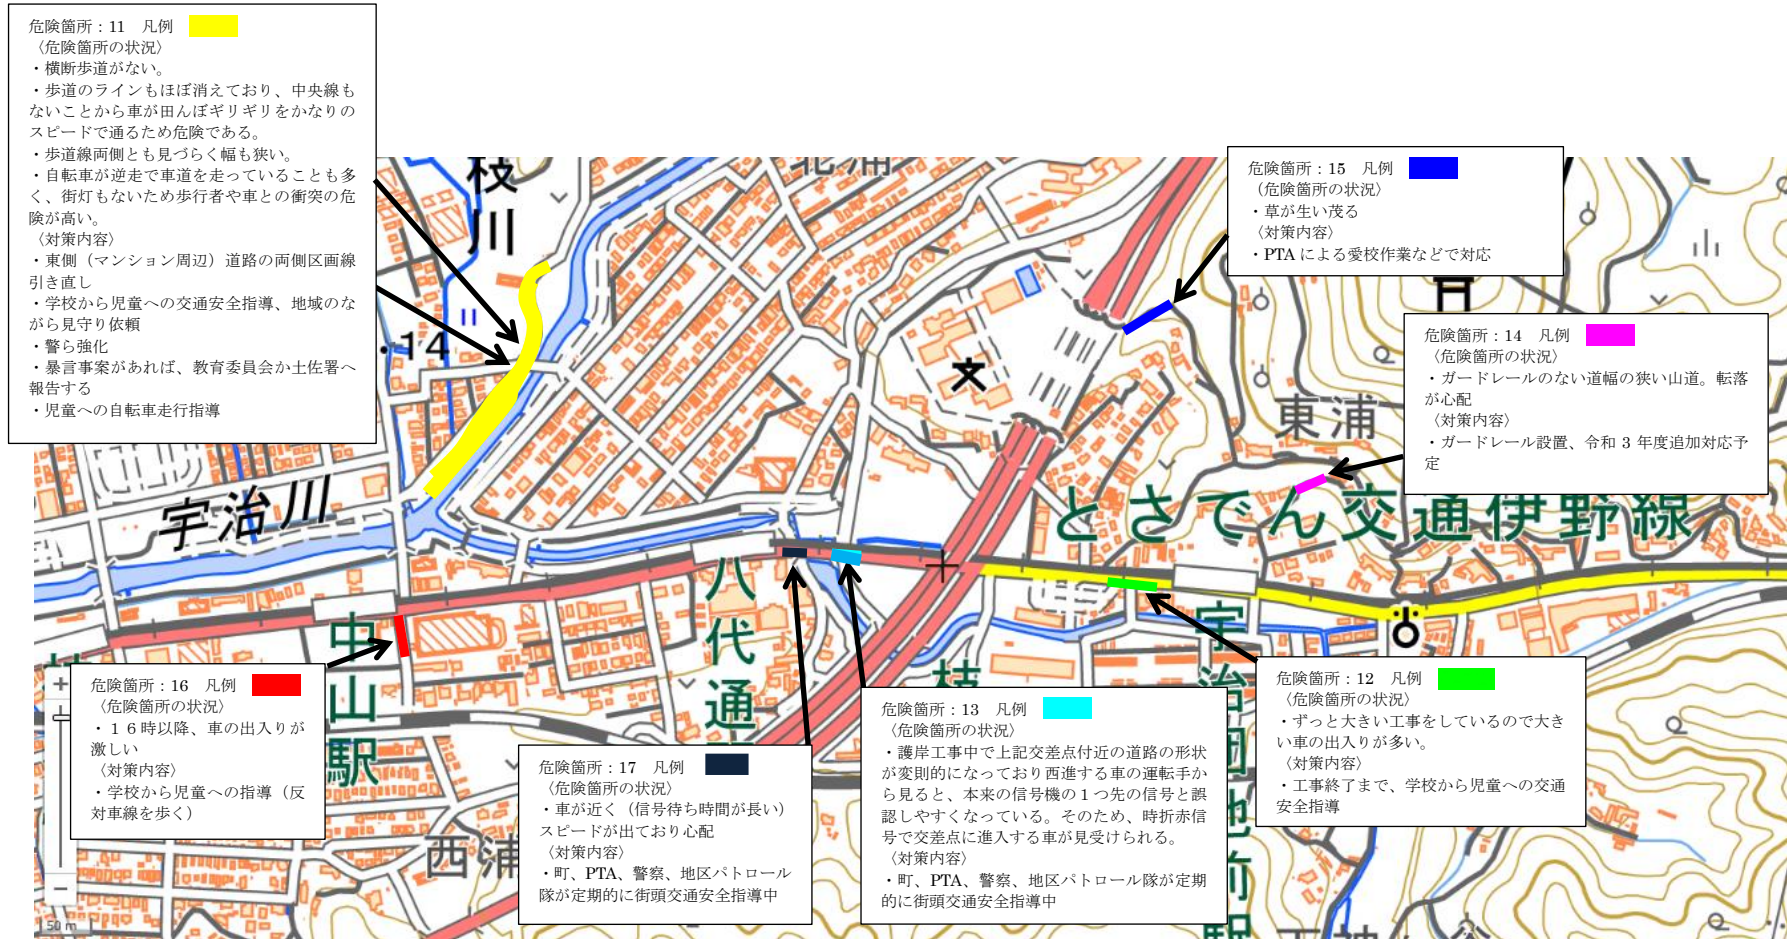 危険箇所：11　凡例
〈危険箇所の状況〉
・横断歩道がない。
・歩道のラインもほぼ消えており、中央線も
ないことから車が田んぼギリギリをかなりの
スピードで通るため危険である。
・歩道線両側とも見づらく幅も狭い。
・自転車が逆走で車道を走っていることも多
く、街灯もないため歩行者や車との衝突の危
険が高い。
〈対策内容〉
・東側（マンション周辺）道路の両側区画線
引き直し
・学校から児童への交通安全指導、地域のな
がら見守り依頼
・警ら強化
・暴言事案があれば、教育委員会か土佐署へ
報告する
・児童への自転車走行指導
危険箇所：15　凡例
（危険箇所の状況〉
・草が生い茂る
〈対策内容〉
・PTA による愛校作業などで対応
危険箇所：14　凡例
〈危険箇所の状況〉
・ガードレールのない道幅の狭い山道。転落
が心配
〈対策内容〉
・ガードレール設置、令和 3 年度追加対応予
定
枝川
北浦
・14
東浦
宇治川
とさでん交通伊野線
中山駅
八代通
枝
宇治団地前駅
西浦
危険箇所：16　凡例
〈危険箇所の状況〉
・１６時以降、車の出入りが
激しい
〈対策内容〉
・学校から児童への指導（反
対車線を歩く）
危険箇所：17　凡例
〈危険箇所の状況〉
・車が近く（信号待ち時間が長い）
スピードが出ており心配
〈対策内容〉
・町、PTA、警察、地区パトロール
隊が定期的に街頭交通安全指導中
危険箇所：13　凡例
〈危険箇所の状況〉
・護岸工事中で上記交差点付近の道路の形状
が変則的になっており西進する車の運転手か
ら見ると、本来の信号機の１つ先の信号と誤
認しやすくなっている。そのため、時折赤信
号で交差点に進入する車が見受けられる。
〈対策内容〉
・町、PTA、警察、地区パトロール隊が定期
的に街頭交通安全指導中
危険箇所：12　凡例
〈危険箇所の状況〉
・ずっと大きい工事をしているので大き
い車の出入りが多い。
〈対策内容〉
・工事終了まで、学校から児童への交通
安全指導
50 m